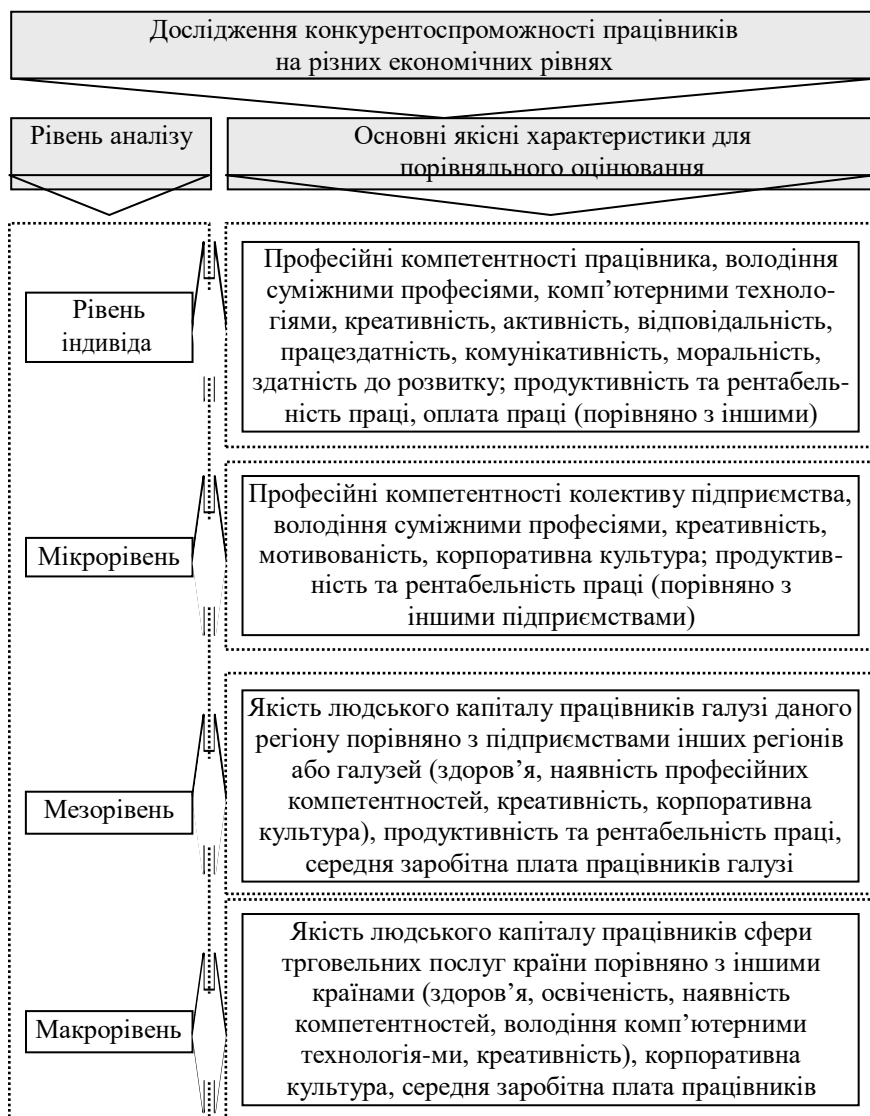 Дослідження конкурентоспроможності працівників
на різних економічних рівнях
Рівень аналізу
Основні якісні характеристики для
порівняльного оцінювання
Рівень
індивіда
Професійні компетентності працівника, володіння
суміжними професіями, комп’ютерними техноло-
гіями, креативність, активність, відповідальність,
працездатність, комунікативність, моральність,
здатність до розвитку; продуктивність та рентабель-
ність праці, оплата праці (порівняно з іншими)
Мікрорівень
Професійні компетентності колективу підприємства,
володіння суміжними професіями, креативність,
мотивованість, корпоративна культура; продуктив-
ність та рентабельність праці (порівняно з
іншими підприємствами)
Мезорівень
Якість людського капіталу працівників галузі даного
регіону порівняно з підприємствами інших регіонів
або галузей (здоров’я, наявність професійних
компетентностей, креативність, корпоративна
культура), продуктивність та рентабельність праці,
середня заробітна плата працівників галузі
Макрорівень
Якість людського капіталу працівників сфери
трговельних послуг країни порівняно з іншими
країнами (здоров’я, освіченість, наявність
компетентностей, володіння комп’ютерними
технологія-ми, креативність), корпоративна
культура, середня заробітна плата працівників